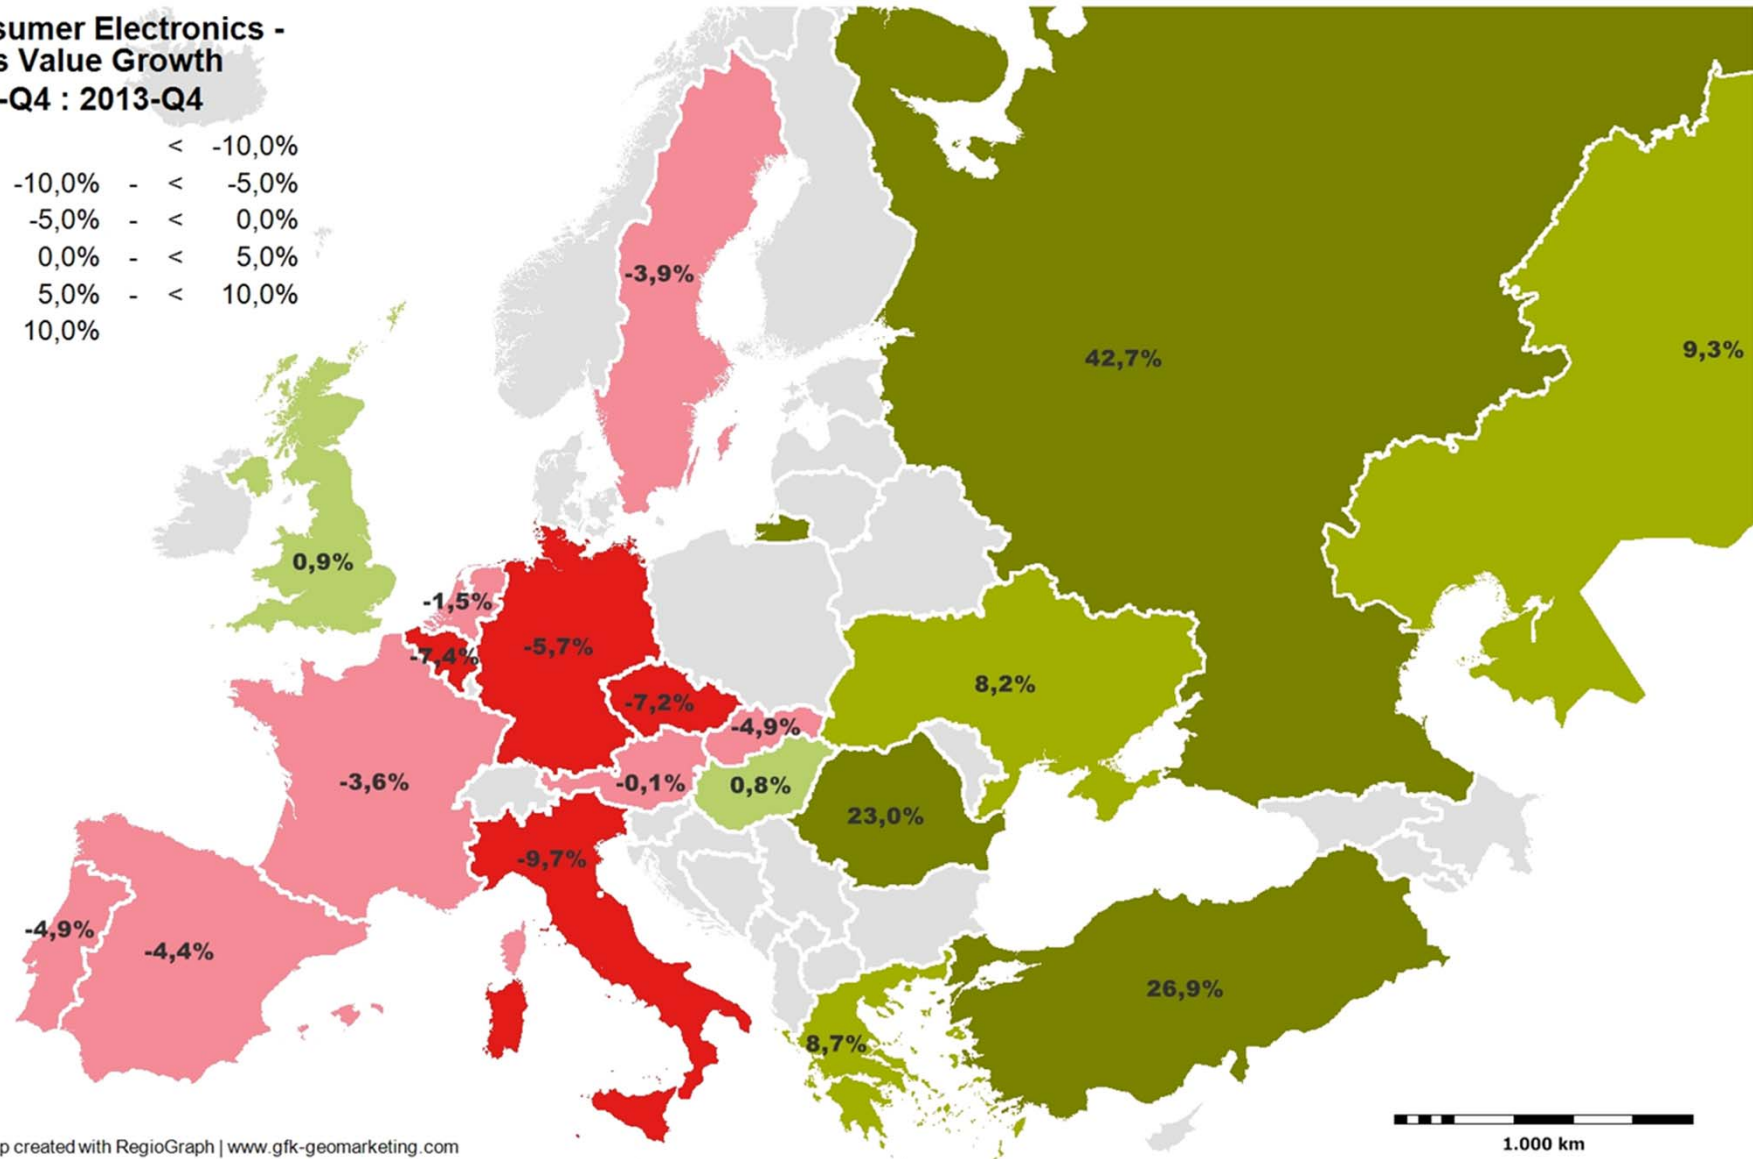 sumer Electronics -
s Value Growth
-Q4 : 2013-Q4
< -10,0%
-10,0% - < -5,0%
-5,0% - < 0,0%
0,0% - < 5,0%
5,0% - < 10,0%
10,0%
-3,9%
42,7%
9,3%
0,9%
-1,5%
-5,7%
-7,4%
8,2%
-7,2%
-4,9%
-3,6%
-0,1%
0,8%
23,0%
-9,7%
-4,9%
-4,4%
26,9%
8,7%
p created with RegioGraph | www.gfk-geomarketing.com
1.000 km